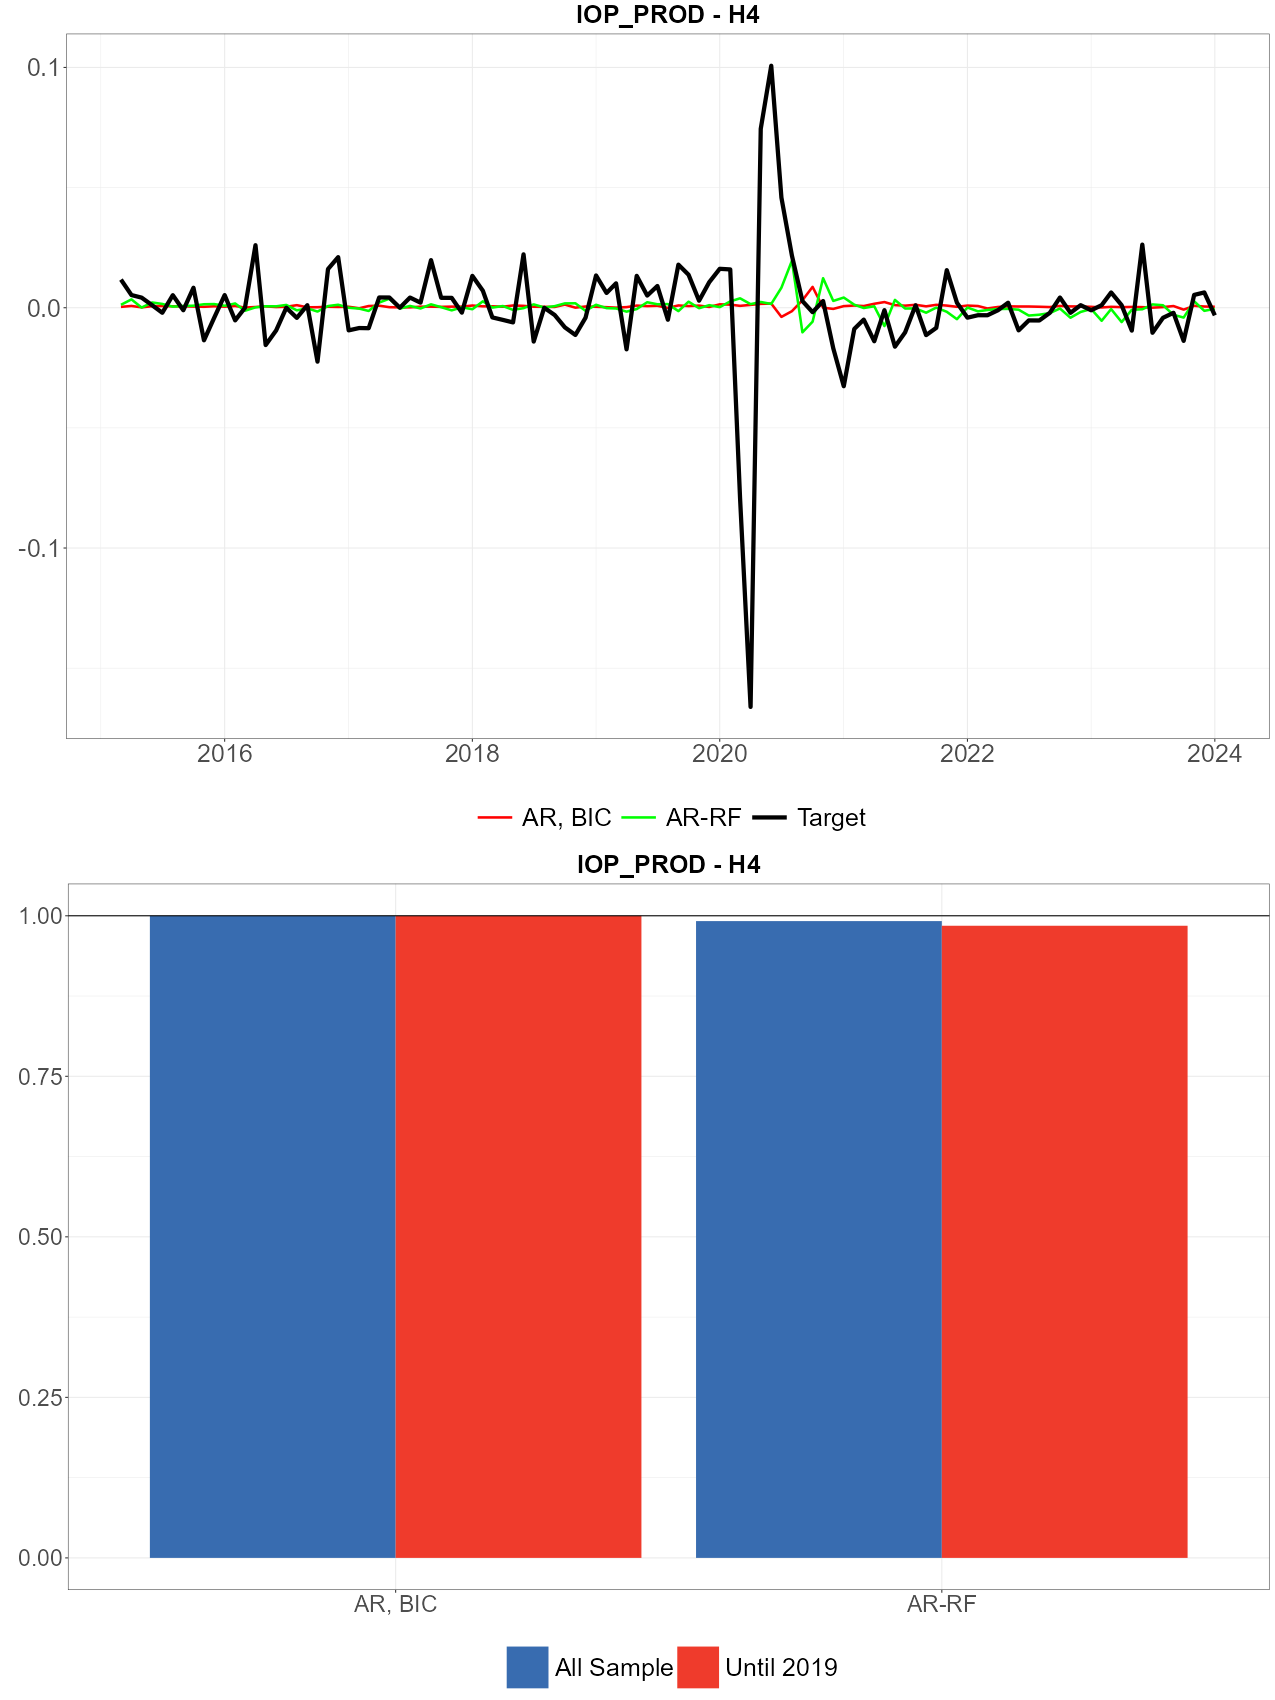 IOP_PROD - H4
0.1
0.0
-0.1
2016 2018 2020 2022 2024
AR, BIC AR-RF Target
IOP_PROD - H4
1.00
0.75
0.50
0.25
0.00
AR, BIC AR-RF
All Sample Until 2019